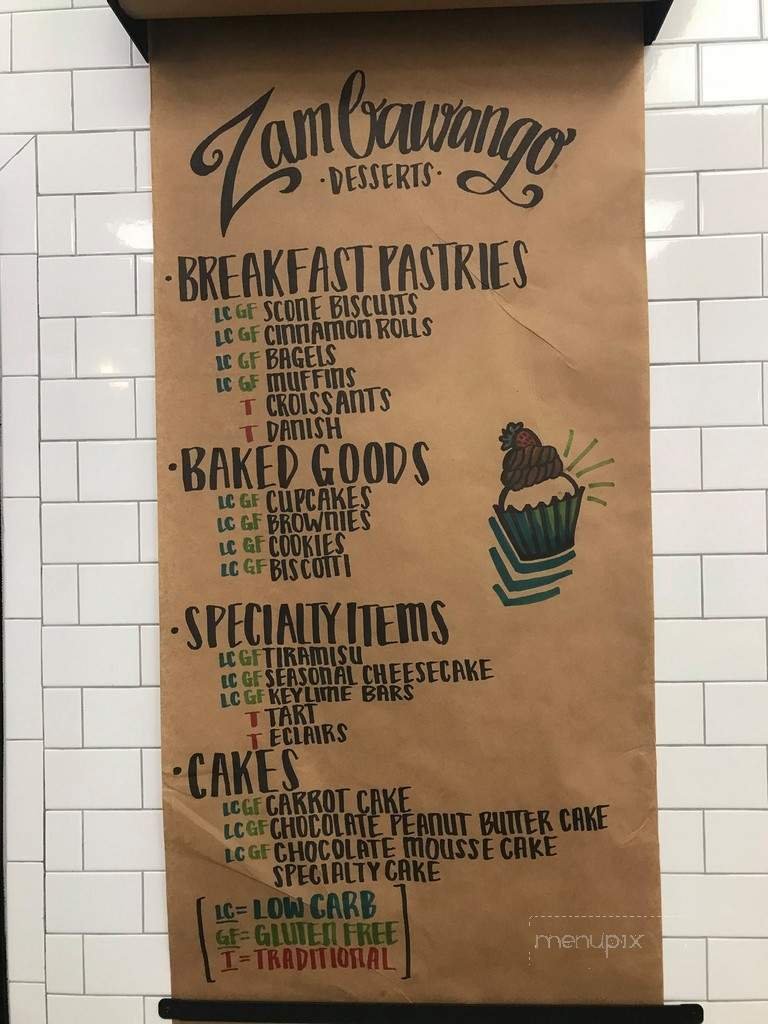 Zambawango
·DESSERTS·
·BREAKFAST PASTRIES
LC GF SCONE BISCUITS
LC GF CINNAMON ROLLS
LC GF BAGELS
LC GF MUFFINS
T CROISSANTS
T DANISH
·BAKED GOODS
LC GF CUPCAKES
LC GF BROWNIES
LC GF COOKIES
LC GF BISCOTTI
·SPECIALTY ITEMS
LC GF TIRAMISU
LC GF SEASONAL CHEESECAKE
LC GF KEYLIME BARS
T TART
T ECLAIRS
·CAKES
LC GF CARROT CAKE
LC GF CHOCOLATE PEANUT BUTTER CAKE
LC GF CHOCOLATE MOUSSE CAKE
SPECIALTY CAKE
LC= LOW CARB
GF= GLUTEN FREE
T= TRADITIONAL
menupix